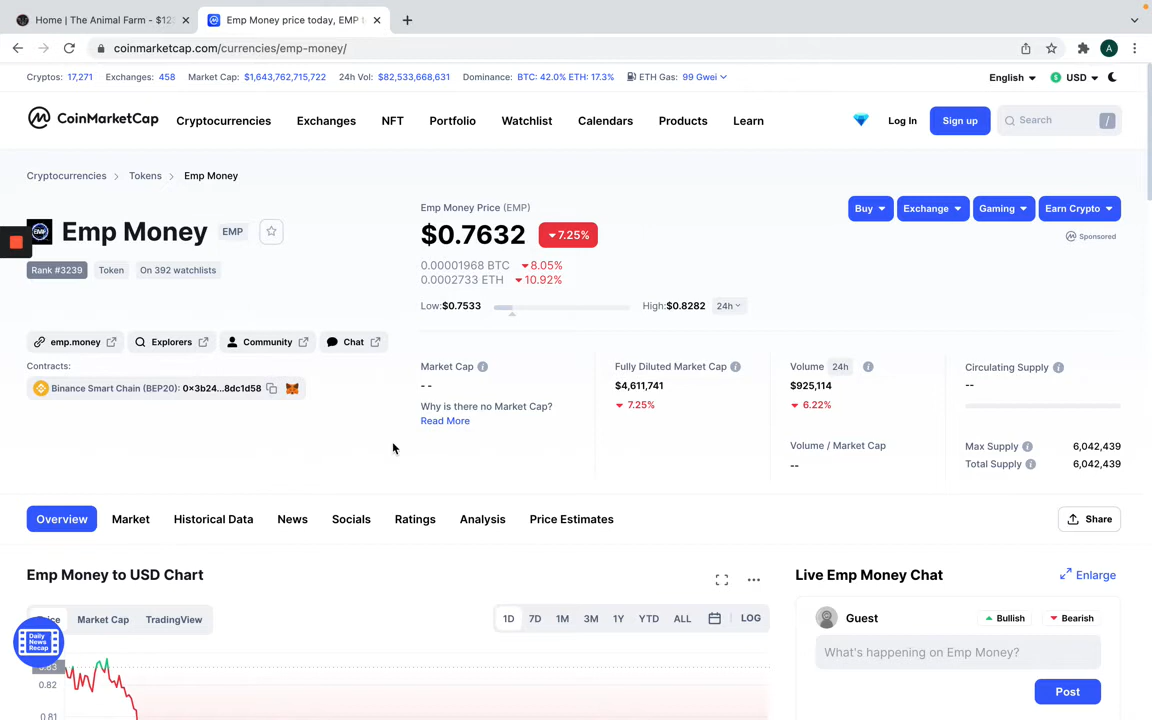 Home | The Animal Farm - $12
Emp Money price today, EMP
coinmarketcap.com/currencies/emp-money/
A
Cryptos: 17,271 Exchanges: 458 Market Cap: $1,643,762,715,722 24h Vol: $82,533,668,631 Dominance: BTC: 42.0% ETH: 17.3% ETH Gas: 99 Gwei
English
USD
CoinMarketCap
Cryptocurrencies Exchanges NFT Portfolio Watchlist Calendars Products Learn
Log In
Sign up
Search /
Cryptocurrencies Tokens Emp Money
EMP
Emp Money EMP
Rank #3239 Token On 392 watchlists
Emp Money Price (EMP)
$0.7632 7.25%
0.00001968 BTC 8.05%
0.0002733 ETH 10.92%
Low:$0.7533 High:$0.8282 24h
Buy Exchange Gaming Earn Crypto
Sponsored
emp.money Explorers Community Chat
Contracts:
Binance Smart Chain (BEP20): 0x3b24...8dc1d58
Market Cap
- -
Why is there no Market Cap?
Read More
Fully Diluted Market Cap
$4,611,741
7.25%
Volume 24h
$925,114
6.22%
Volume / Market Cap
--
Circulating Supply
--
Max Supply 6,042,439
Total Supply 6,042,439
Overview Market Historical Data News Socials Ratings Analysis Price Estimates
Share
Emp Money to USD Chart
Market Cap TradingView
1D 7D 1M 3M 1Y YTD ALL LOG
Daily News Recap
0.83
0.82
0.81
Live Emp Money Chat
Enlarge
Guest
Bullish Bearish
What's happening on Emp Money?
Post